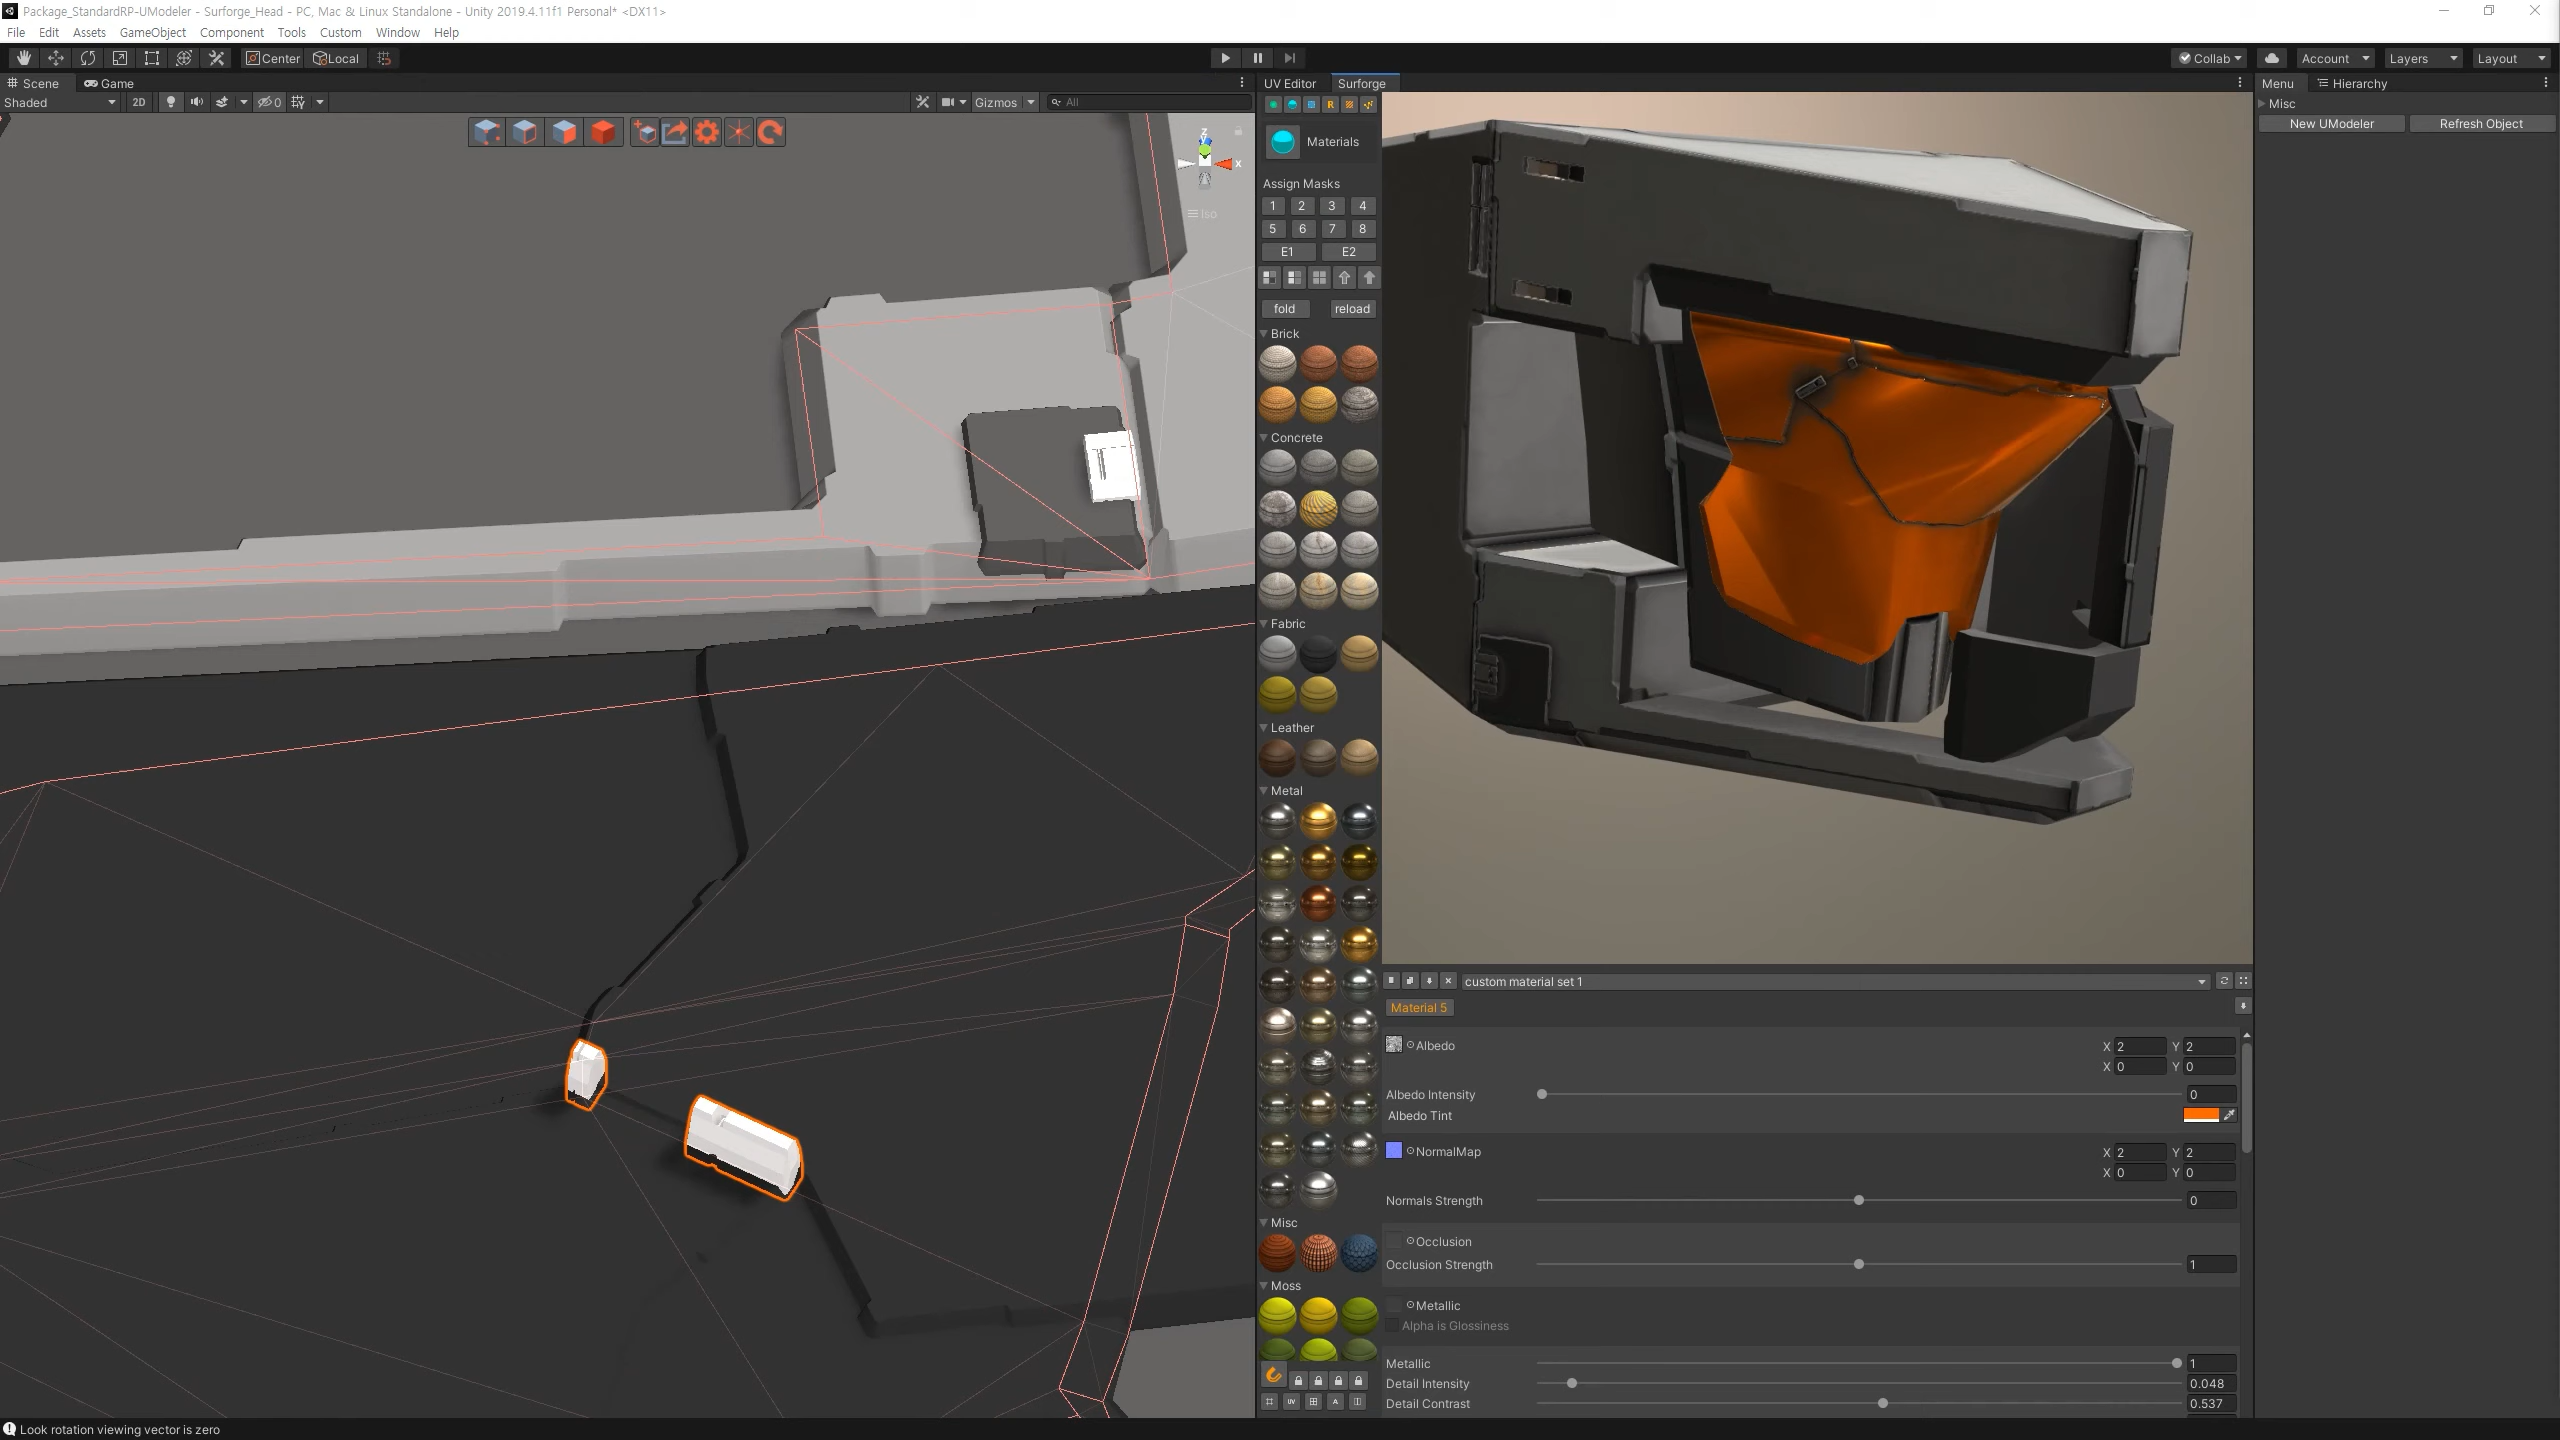 Package_StandardRP-UModeler - Surforge_Head - PC, Mac & Linux Standalone - Unity 2019.4.11f1 Personal* <DX11>
File Edit Assets GameObject Component Tools Custom Window Help
Center Local Collab Account Layers Layout
Scene Game
Shaded 2D 0 Gizmos All
z
x
Iso
UV Editor Surforge
R
Materials
Assign Masks
1 2 3 4
5 6 7 8
E1 E2
fold reload
Brick
Concrete
Fabric
Leather
Metal
Misc
Moss
UV A
custom material set 1
Material 5
Albedo X 2 Y 2
X 0 Y 0
Albedo Intensity 0
Albedo Tint
NormalMap X 2 Y 2
X 0 Y 0
Normals Strength 0
Occlusion
Occlusion Strength 1
Metallic
Alpha is Glossiness
Metallic 1
Detail Intensity 0.048
Detail Contrast 0.537
Menu Hierarchy
Misc
New UModeler Refresh Object
Look rotation viewing vector is zero